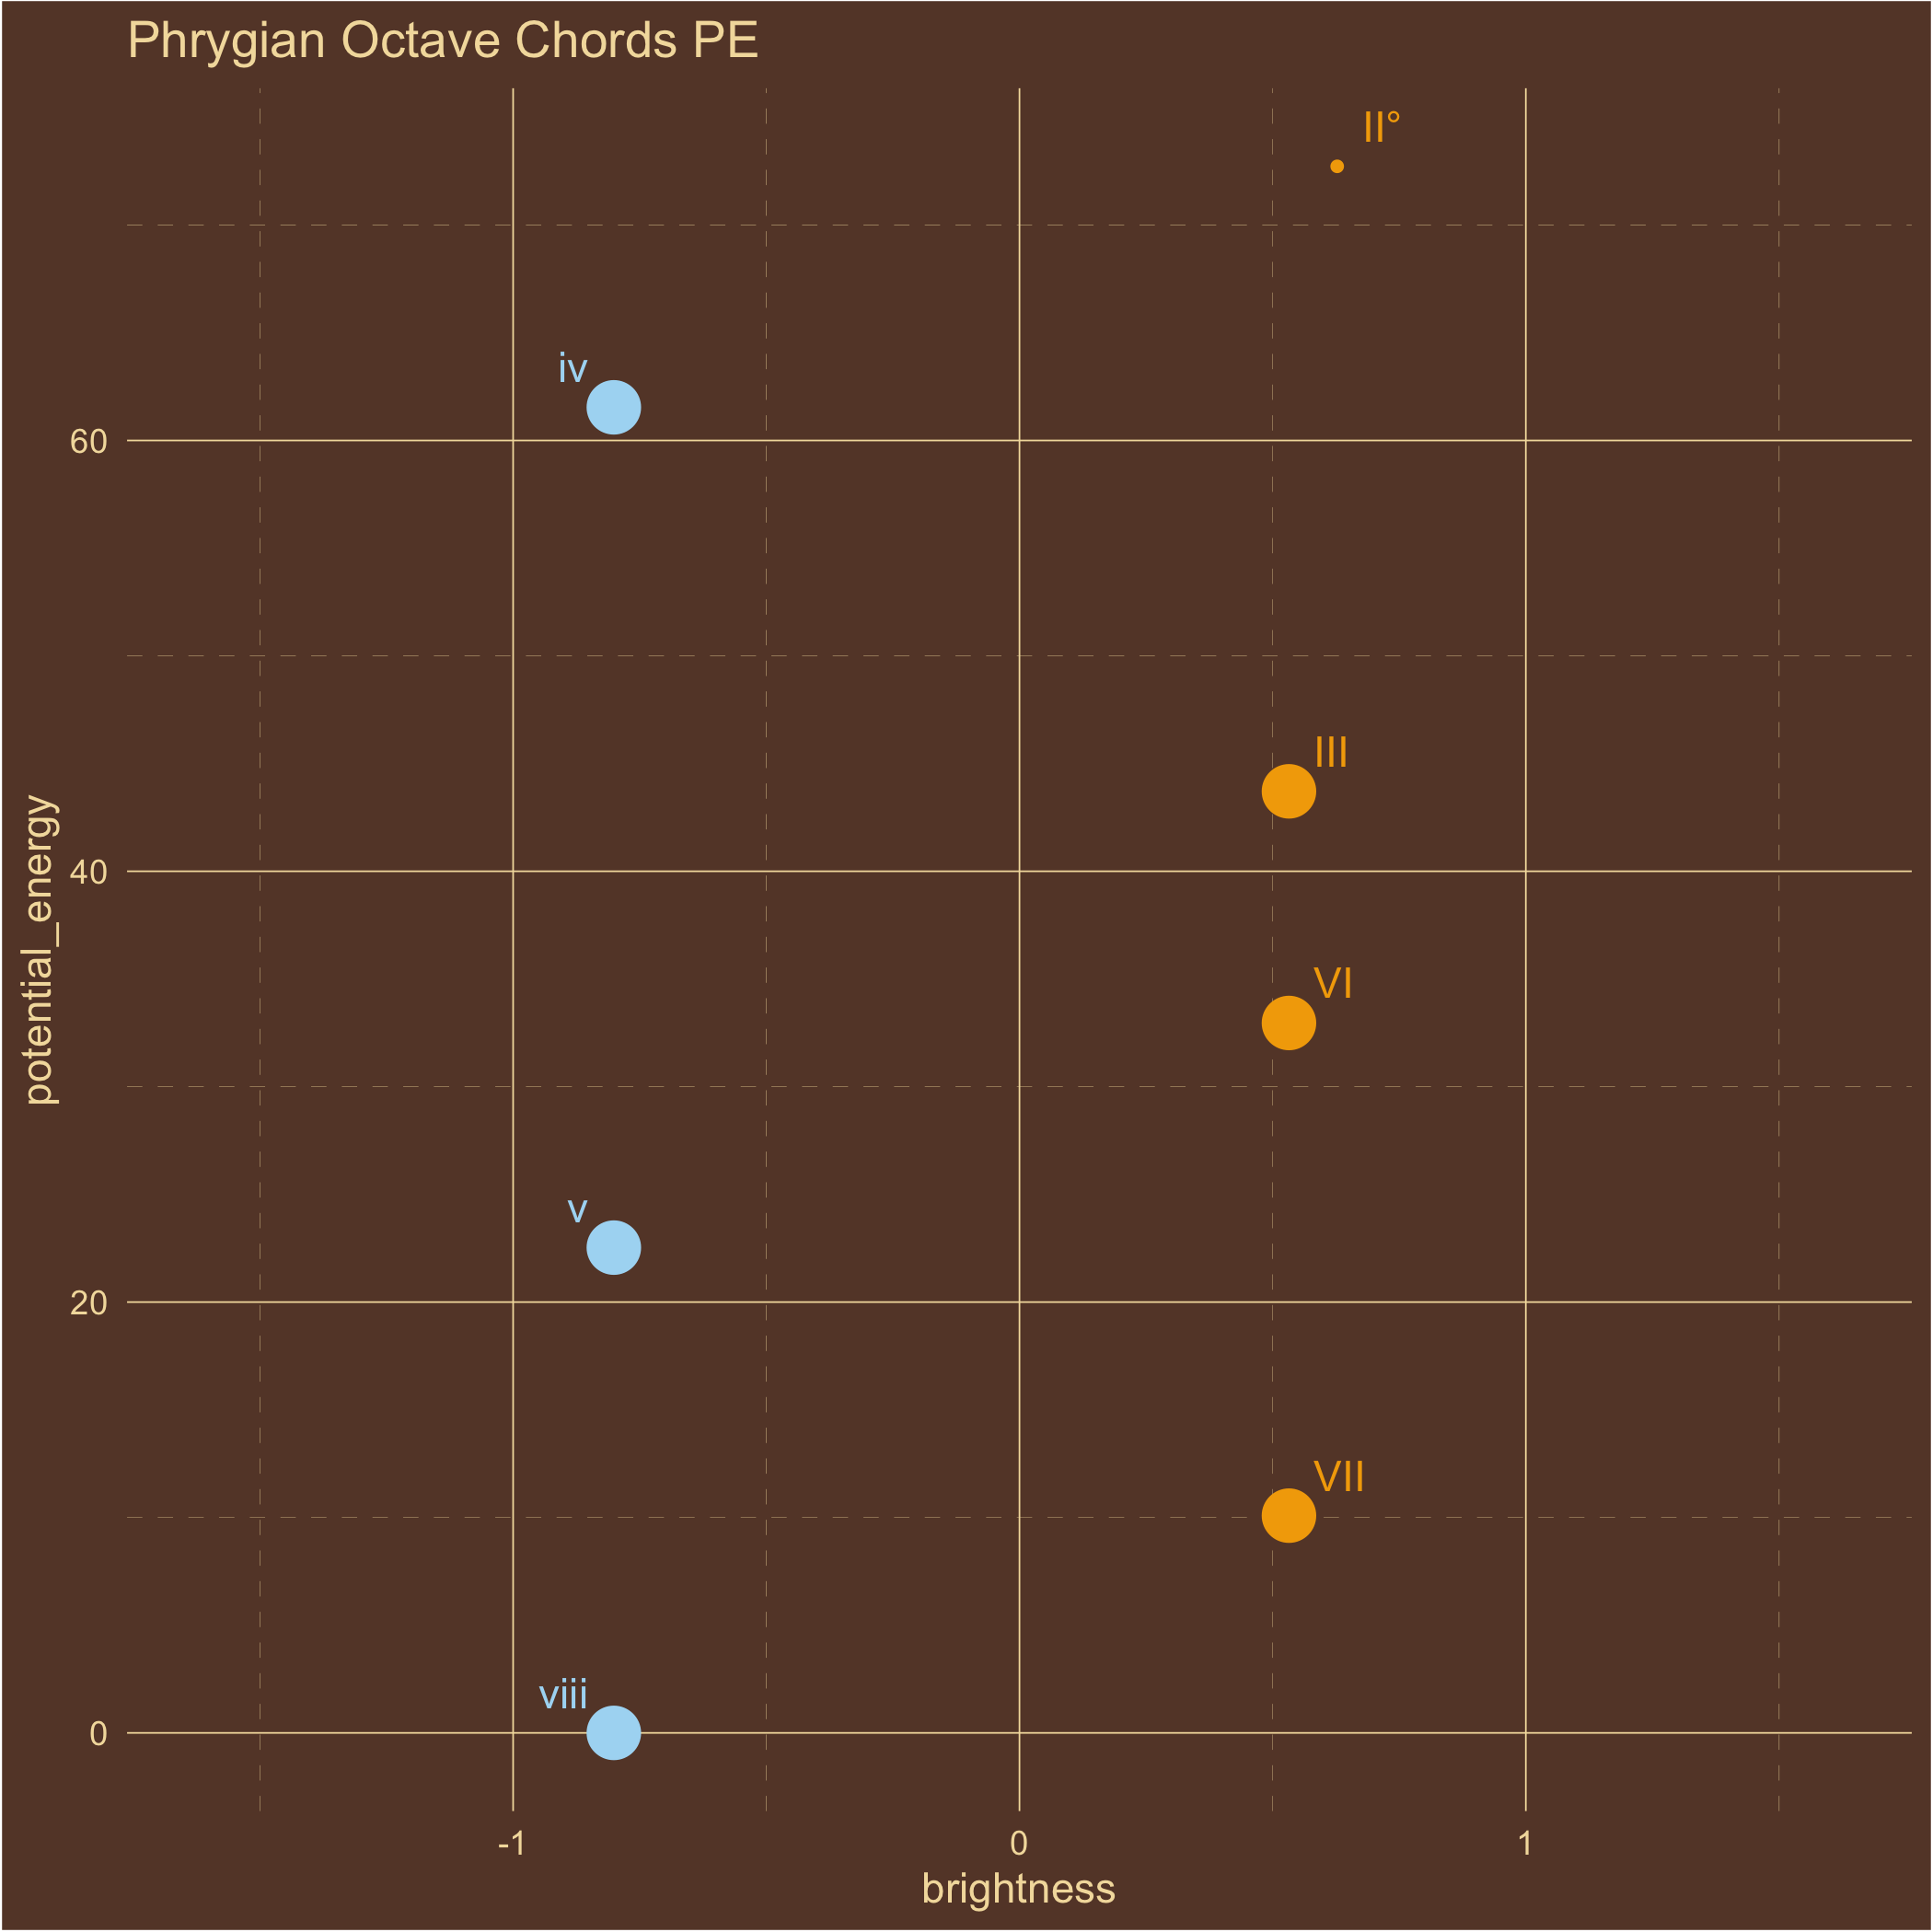 Phrygian Octave Chords PE
II°
iv
60
III
potential_energy
40
VI
v
20
VII
viii
0
-1 0 1
brightness